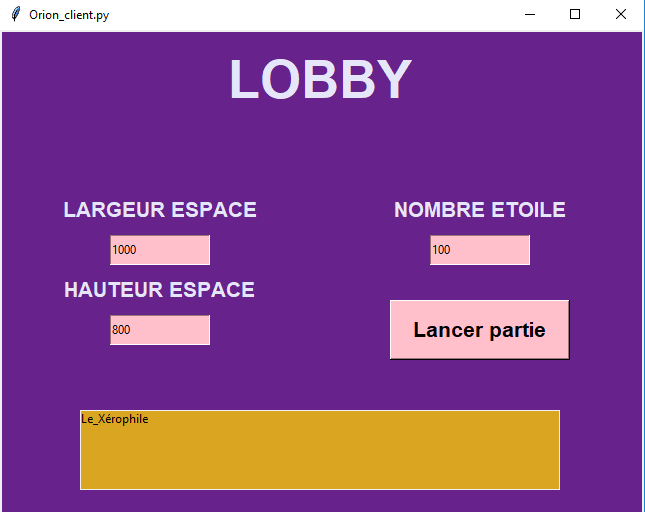 Orion_client.py
LOBBY
LARGEUR ESPACE
1000
HAUTEUR ESPACE
800
NOMBRE ETOILE
100
Lancer partie
Le_Xérophile